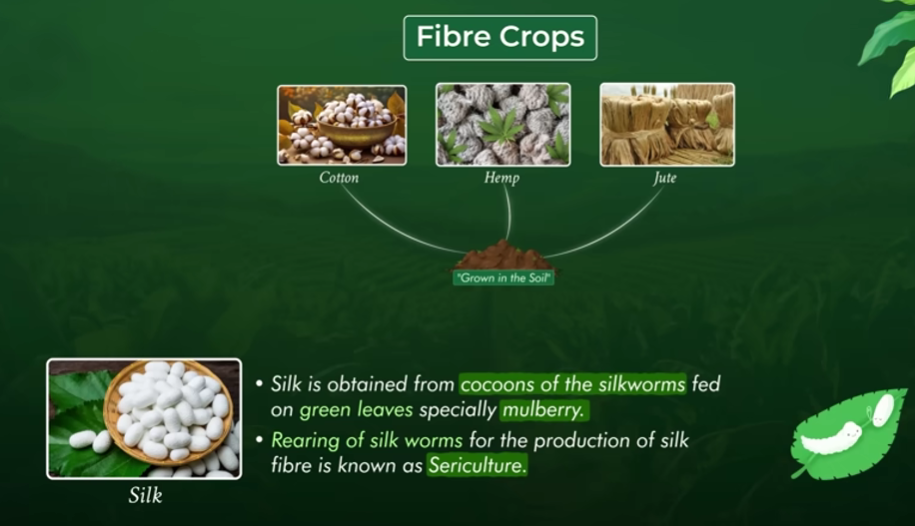 Fibre Crops
Cotton
Hemp
Jute
"Grown in the Soil"
• Silk is obtained from cocoons of the silkworms fed
on green leaves specially mulberry.
• Rearing of silk worms for the production of silk
fibre is known as Sericulture.
Silk